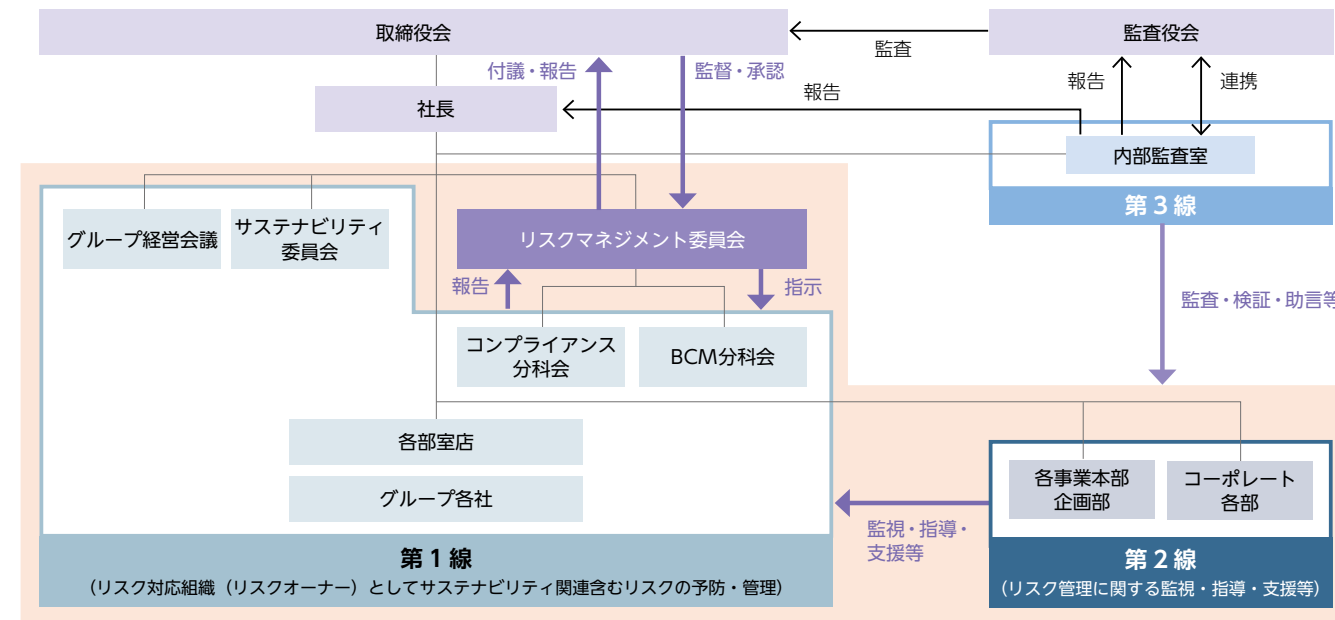 取締役会
監査役会
監査
付議・報告
監督・承認
報告
報告
連携
社長
内部監査室
第3線
グループ経営会議
サステナビリティ
委員会
リスクマネジメント委員会
報告
指示
監査・検証・助言等
コンプライアンス
分科会
BCM分科会
各部室店
グループ各社
各事業本部
企画部
コーポレート
各部
監視・指導・
支援等
第1線
（リスク対応組織（リスクオーナー）としてサステナビリティ関連含むリスクの予防・管理）
第2線
（リスク管理に関する監視・指導・支援等）